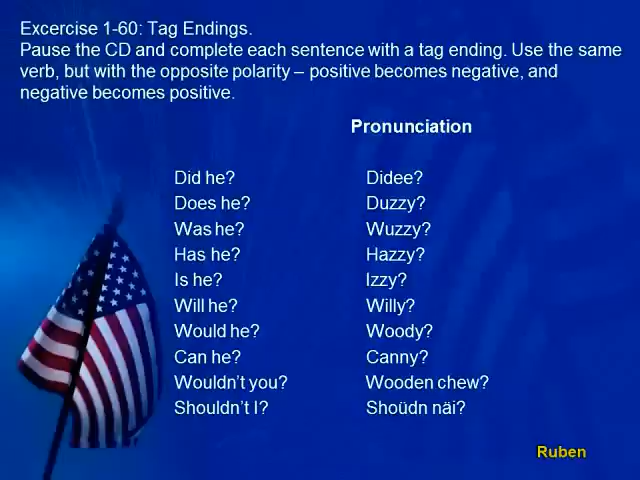 Excercise 1-60: Tag Endings.
Pause the CD and complete each sentence with a tag ending. Use the same
verb, but with the opposite polarity – positive becomes negative, and
negative becomes positive.
Pronunciation
Did he? Didee?
Does he? Duzzy?
Was he? Wuzzy?
Has he? Hazzy?
Is he? Izzy?
Will he? Willy?
Would he? Woody?
Can he? Canny?
Wouldn't you? Wooden chew?
Shouldn't I? Shoüdn näi?
Ruben